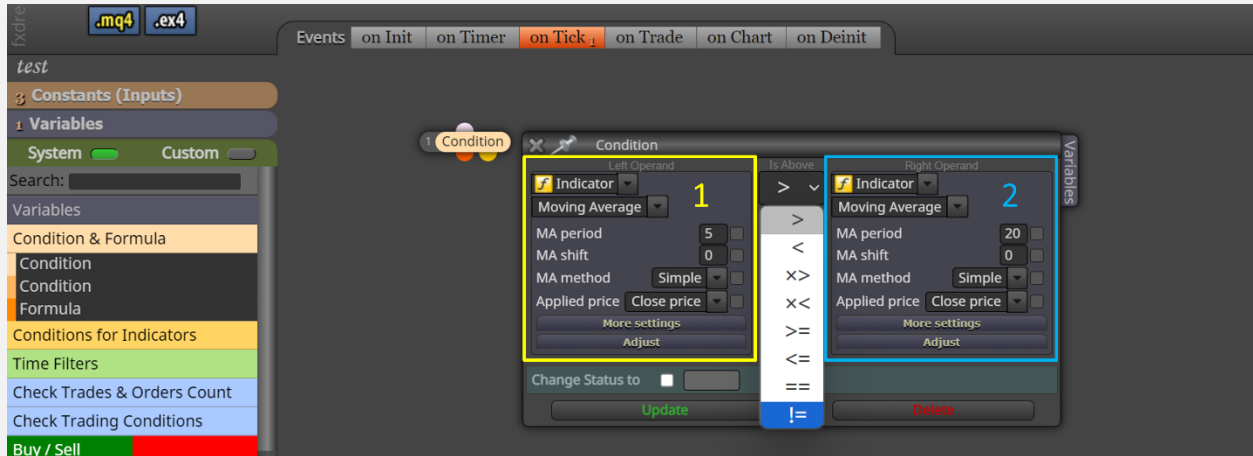 fxdre
.mq4 .ex4
Events on Init on Timer on Tick 1 on Trade on Chart on Deinit
test
3 Constants (Inputs)
1 Variables
System Custom
Search:
Variables
Condition & Formula
Condition
Condition
Formula
Conditions for Indicators
Time Filters
Check Trades & Orders Count
Check Trading Conditions
Buy / Sell
1 Condition
Condition
Variables
Left Operand
f Indicator
1
Moving Average
MA period 5
MA shift 0
MA method Simple
Applied price Close price
More settings
Adjust
Is Above
>
>
<
×>
×<
>=
<=
==
!=
Right Operand
f Indicator
2
Moving Average
MA period 20
MA shift 0
MA method Simple
Applied price Close price
More settings
Adjust
Change Status to
Update
Delete